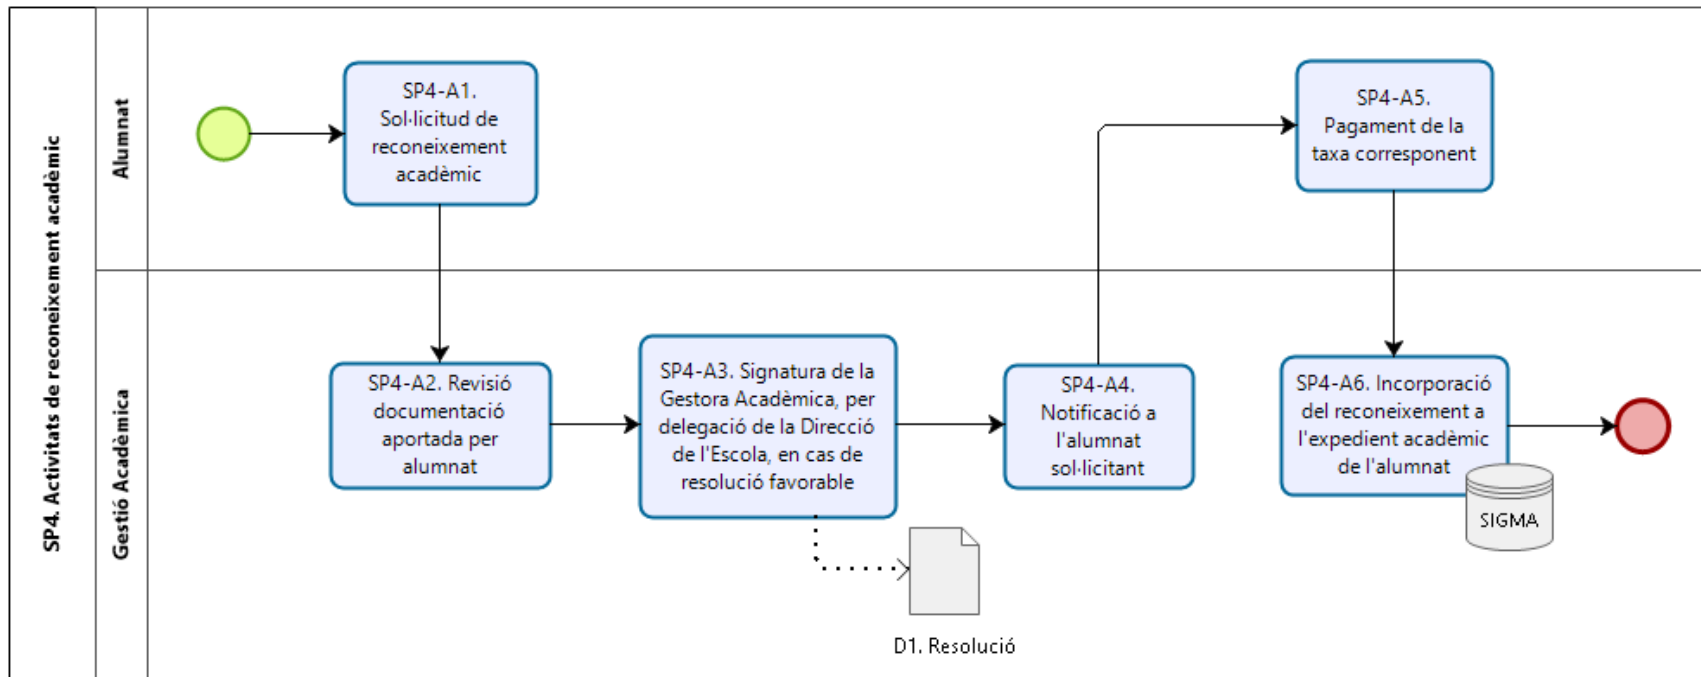 SP4. Activitats de reconeixement acadèmic
Alumnat
SP4-A1.
Sol·licitud de
reconeixement
acadèmic
SP4-A5.
Pagament de la
taxa corresponent
Gestió Acadèmica
SP4-A2. Revisió
documentació
aportada per
alumnat
SP4-A3. Signatura de la
Gestora Acadèmica, per
delegació de la Direcció
de l'Escola, en cas de
resolució favorable
SP4-A4.
Notificació a
l'alumnat
sol·licitant
SP4-A6. Incorporació
del reconeixement a
l'expedient acadèmic
de l'alumnat
SIGMA
D1. Resolució